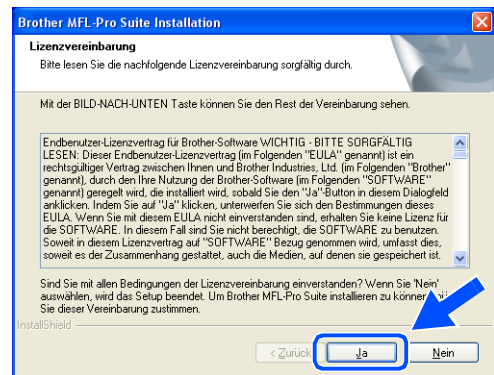 Brother MFL-Pro Suite Installation
Lizenzvereinbarung
Bitte lesen Sie die nachfolgende Lizenzvereinbarung sorgfältig durch.
Mit der BILD-NACH-UNTEN Taste können Sie den Rest der Vereinbarung sehen.
Endbenutzer-Lizenzvertrag für Brother-Software WICHTIG - BITTE SORGFÄLTIG
LESEN: Dieser Endbenutzer-Lizenzvertrag (im Folgenden "EULA" genannt) ist ein
rechtsgültiger Vertrag zwischen Ihnen und Brother Industries, Ltd. (im Folgenden "Brother"
genannt), durch den Ihre Nutzung der Brother-Software (im Folgenden "SOFTWARE"
genannt) geregelt wird, die installiert wird, sobald Sie den "Ja"-Button in diesem Dialogfeld
anklicken. Indem Sie auf "Ja" klicken, unterwerfen Sie sich den Bestimmungen dieses
EULA. Wenn Sie mit diesem EULA nicht einverstanden sind, erhalten Sie keine Lizenz für
die SOFTWARE. In diesem Fall sind Sie nicht berechtigt, die SOFTWARE zu benutzen.
Soweit in diesem Lizenzvertrag auf "SOFTWARE" Bezug genommen wird, umfasst dies,
soweit es der Zusammenhang gestattet, auch die Medien, auf denen sie gespeichert ist.
Sind Sie mit allen Bedingungen der Lizenzvereinbarung einverstanden? Wenn Sie 'Nein'
auswählen, wird das Setup beendet. Um Brother MFL-Pro Suite installieren zu können,
Sie dieser Vereinbarung zustimmen.
InstallShield
< Zurück
Ja
Nein